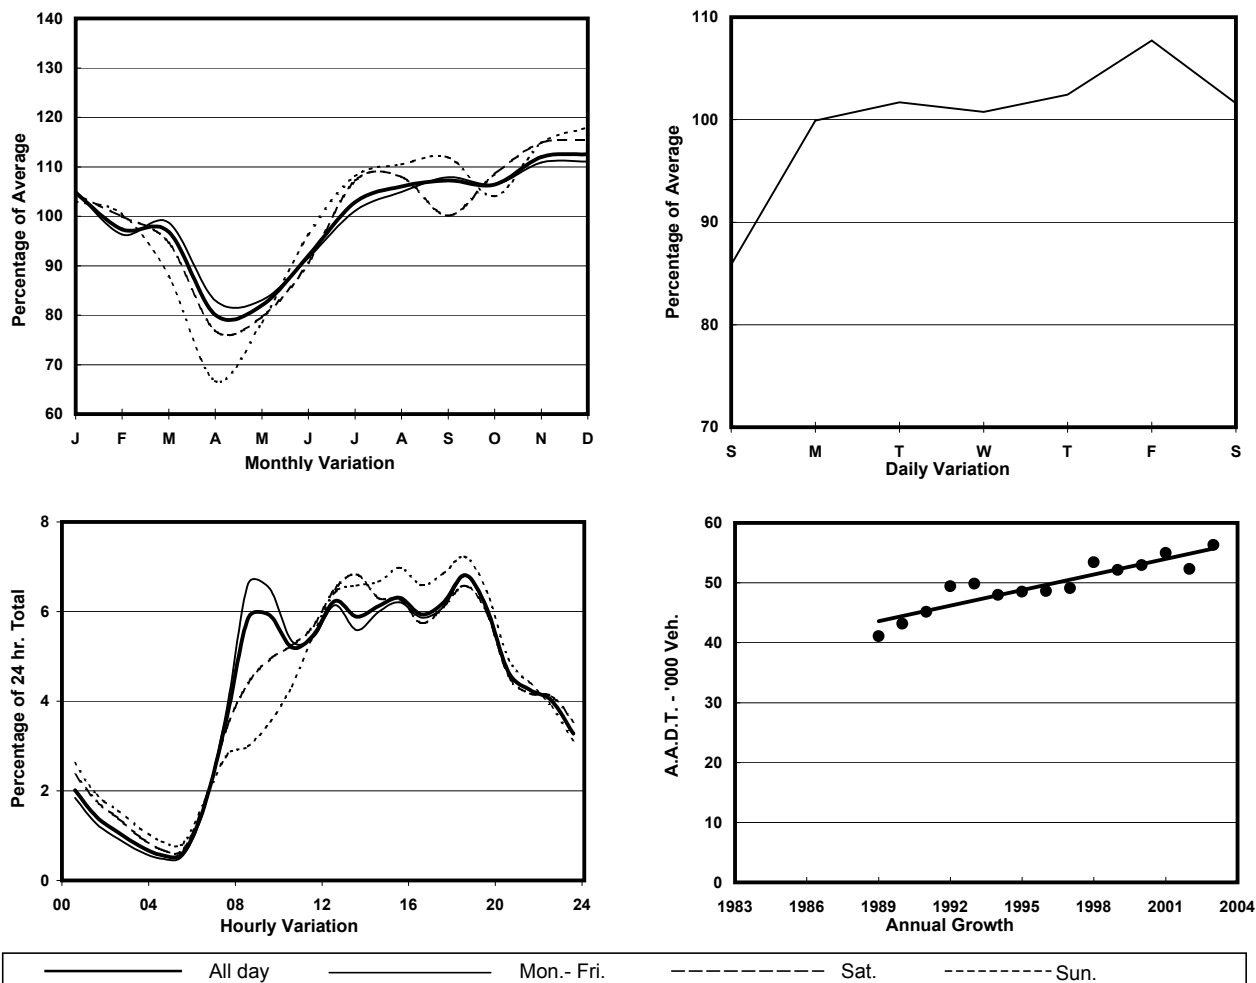 140
130
120
110
100
90
80
70
60
Percentage of Average
J F M A M J J A S O N D
Monthly Variation
110
100
90
80
70
Percentage of Average
S M T W T F S
Daily Variation
8
6
4
2
0
Percentage of 24 hr. Total
00 04 08 12 16 20 24
Hourly Variation
60
50
40
30
20
10
0
A.A.D.T. - '000 Veh.
1983 1986 1989 1992 1995 1998 2001 2004
Annual Growth
All day Mon.- Fri. Sat. Sun.